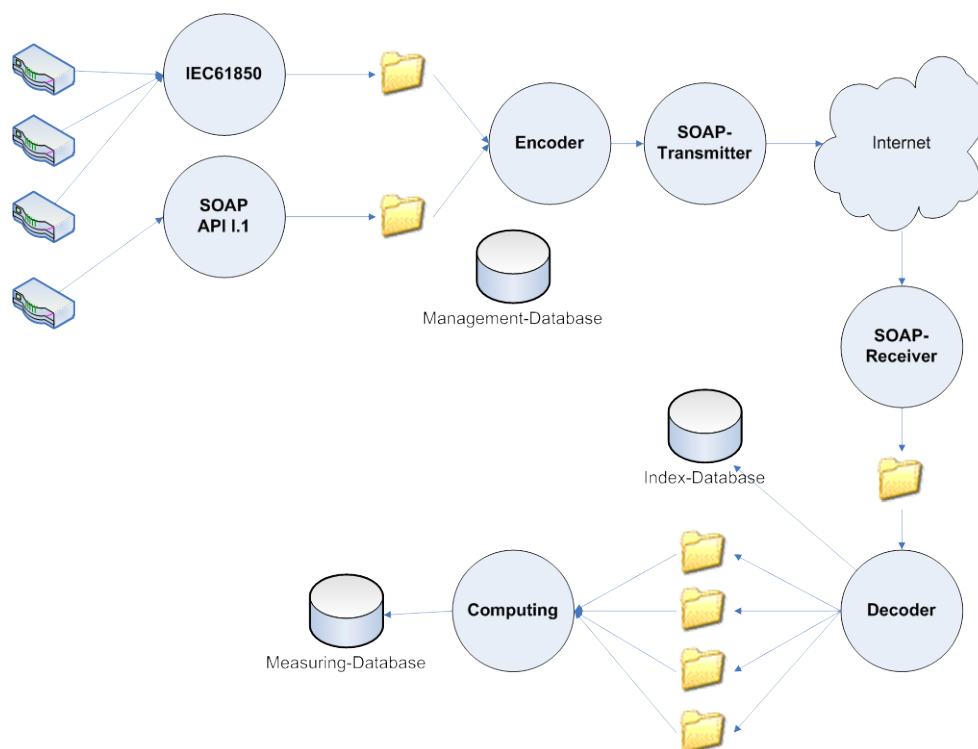 IEC61850
SOAP
API I.1
Encoder
SOAP-
Transmitter
Internet
Management-Database
SOAP-
Receiver
Index-Database
Computing
Decoder
Measuring-Database